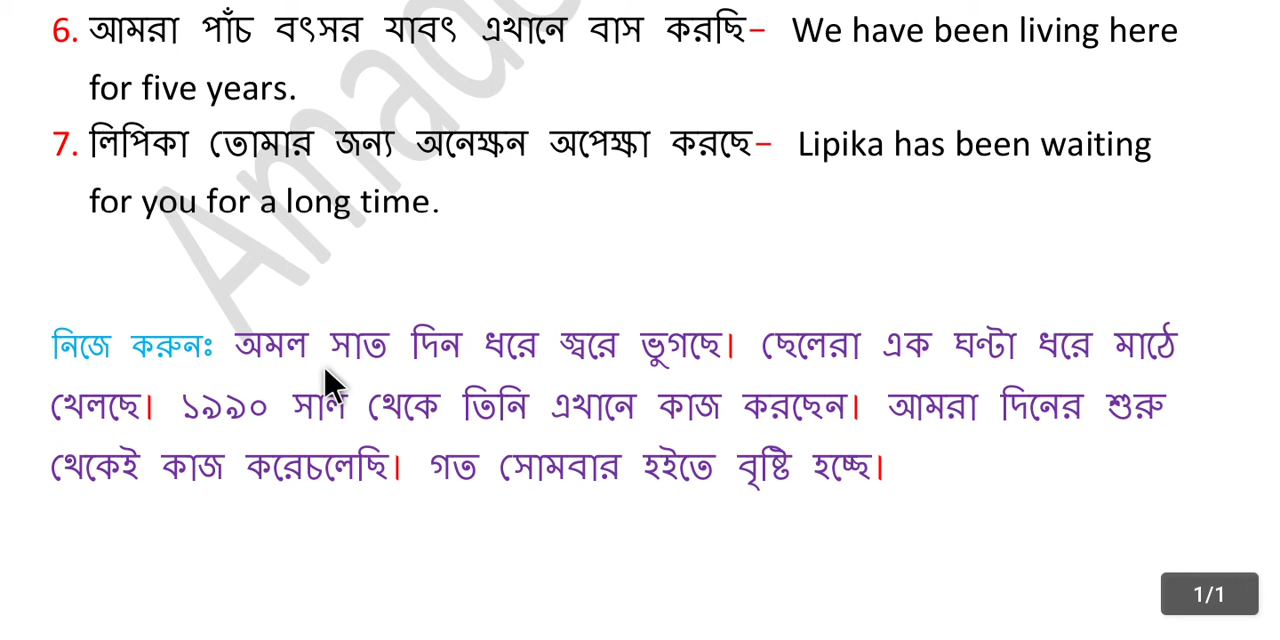 6. আমরা পাঁচ বৎসর যাবৎ এখানে বাস করছি– We have been living here
for five years.
7. লিপিকা তোমার জন্য অনেক্ষন অপেক্ষা করছে– Lipika has been waiting
for you for a long time.
নিজে করুনঃ অমল সাত দিন ধরে জ্বরে ভুগছে। ছেলেরা এক ঘণ্টা ধরে মাঠে
খেলছে। ১৯৯০ সাল থেকে তিনি এখানে কাজ করছেন। আমরা দিনের শুরু
থেকেই কাজ করেচলেছি। গত সোমবার হইতে বৃষ্টি হচ্ছে।
1/1